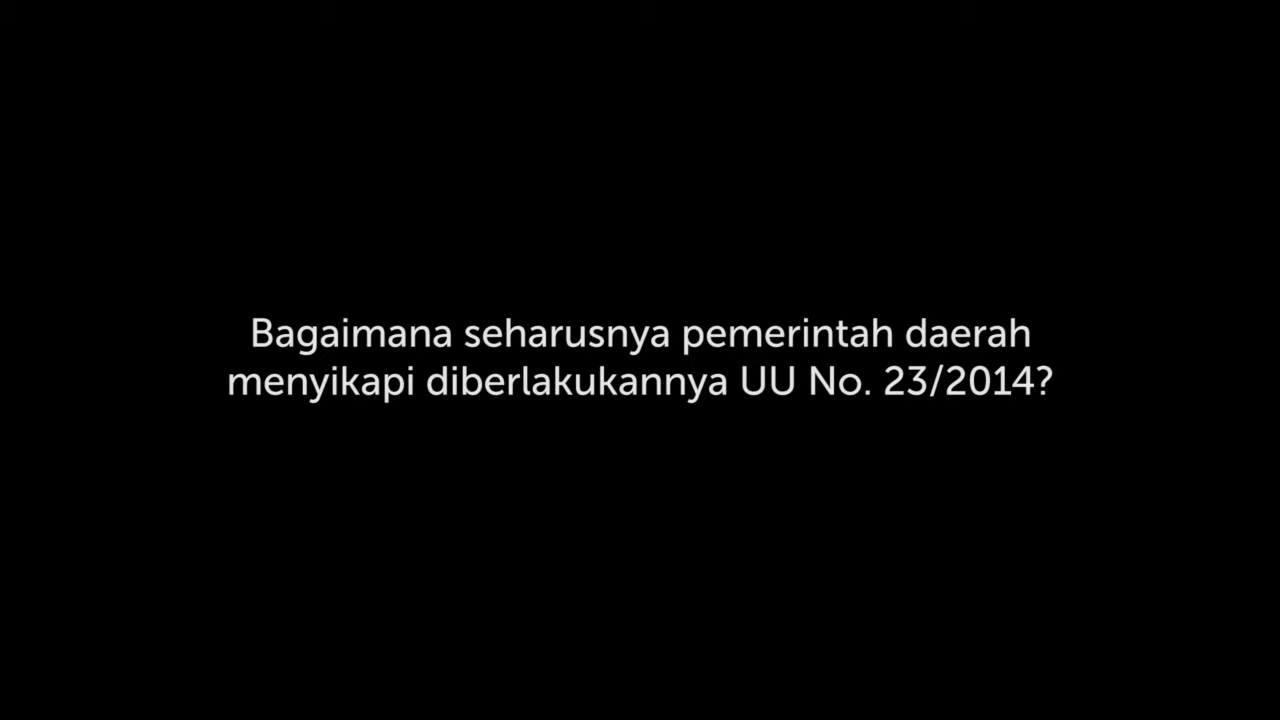 Bagaimana seharusnya pemerintah daerah
menyikapi diberlakukannya UU No. 23/2014?